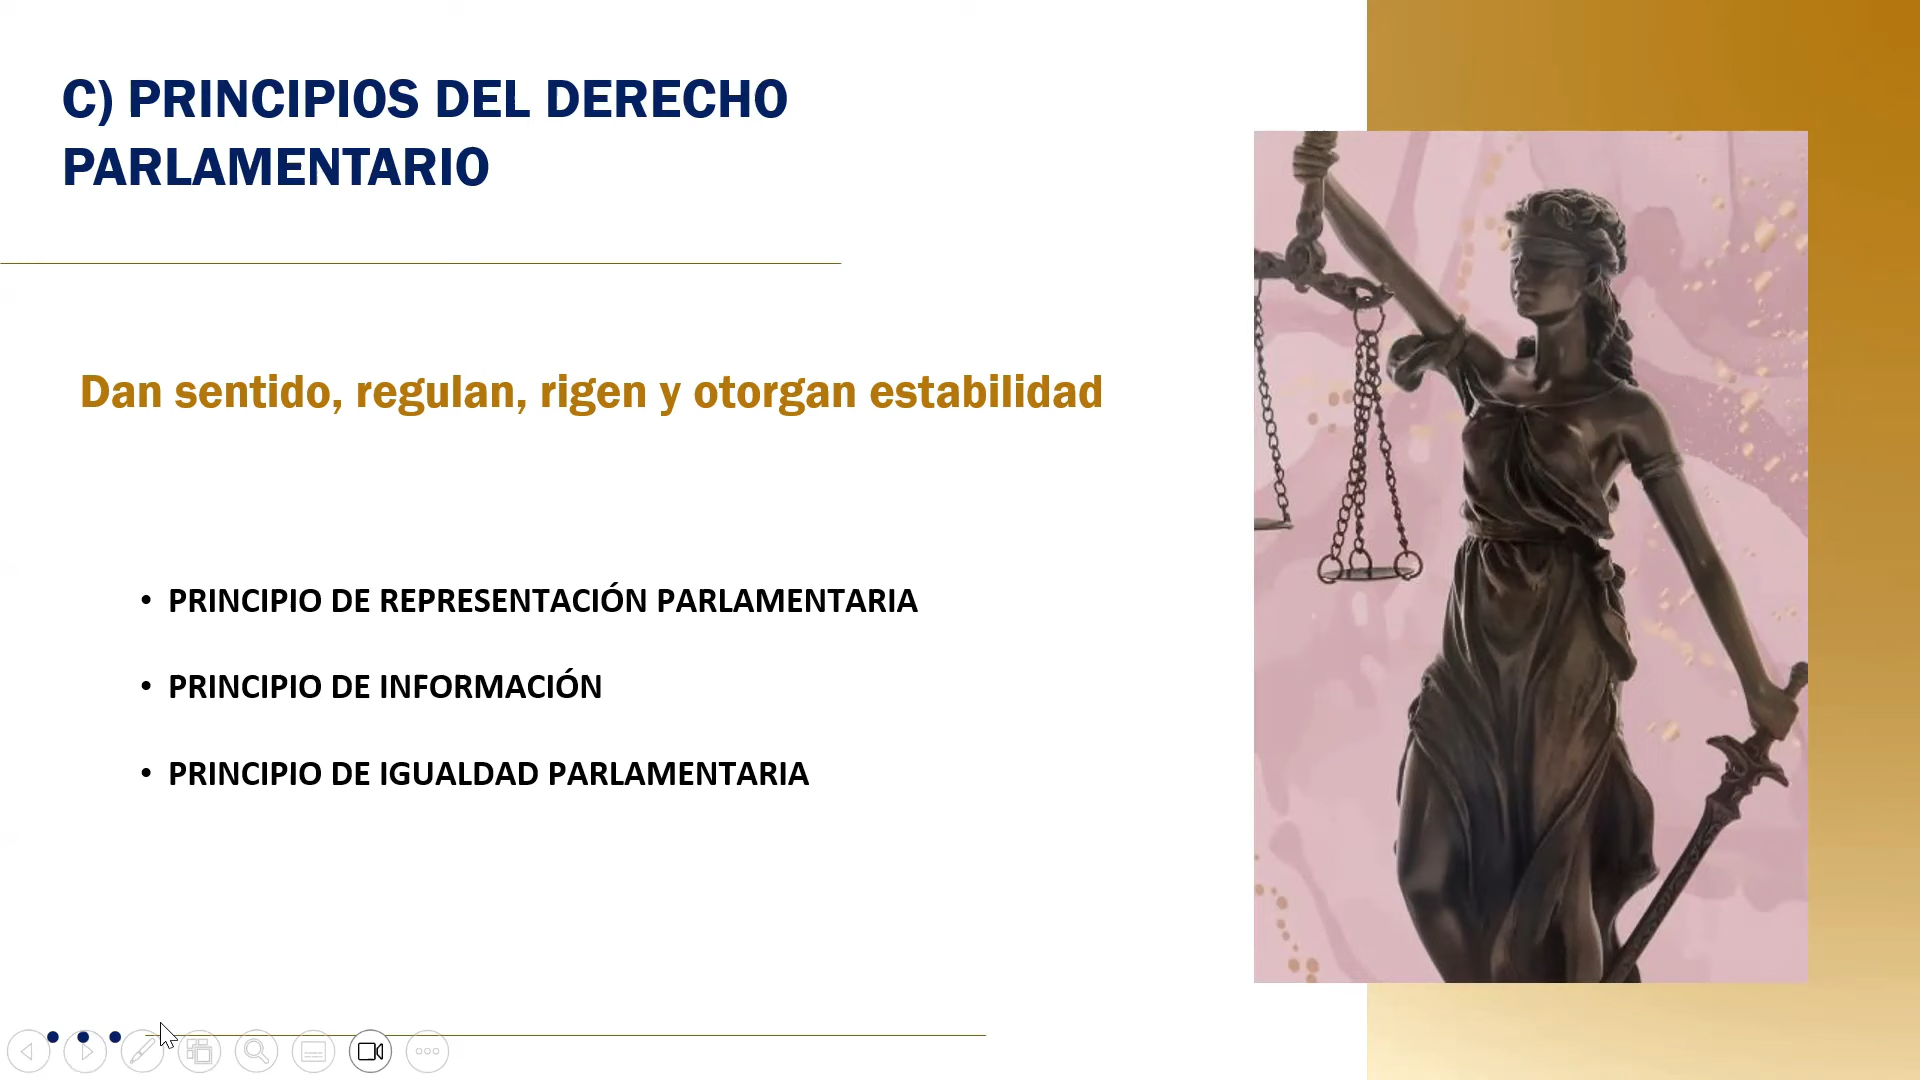 C) PRINCIPIOS DEL DERECHO
PARLAMENTARIO
Dan sentido, regulan, rigen y otorgan estabilidad
• PRINCIPIO DE REPRESENTACIÓN PARLAMENTARIA
• PRINCIPIO DE INFORMACIÓN
• PRINCIPIO DE IGUALDAD PARLAMENTARIA